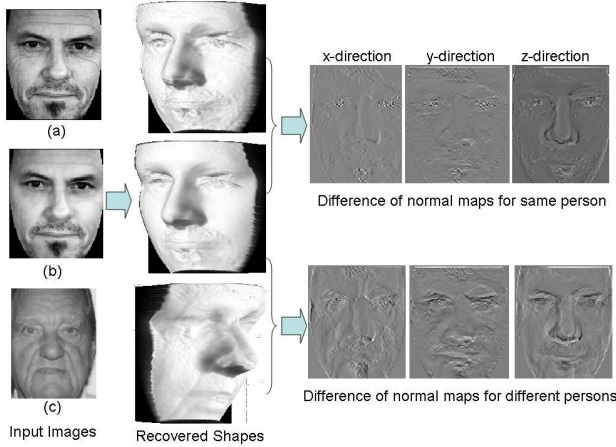 x-direction y-direction z-direction
(a)
Difference of normal maps for same person
(b)
(c)
Difference of normal maps for different persons
Input Images
Recovered Shapes